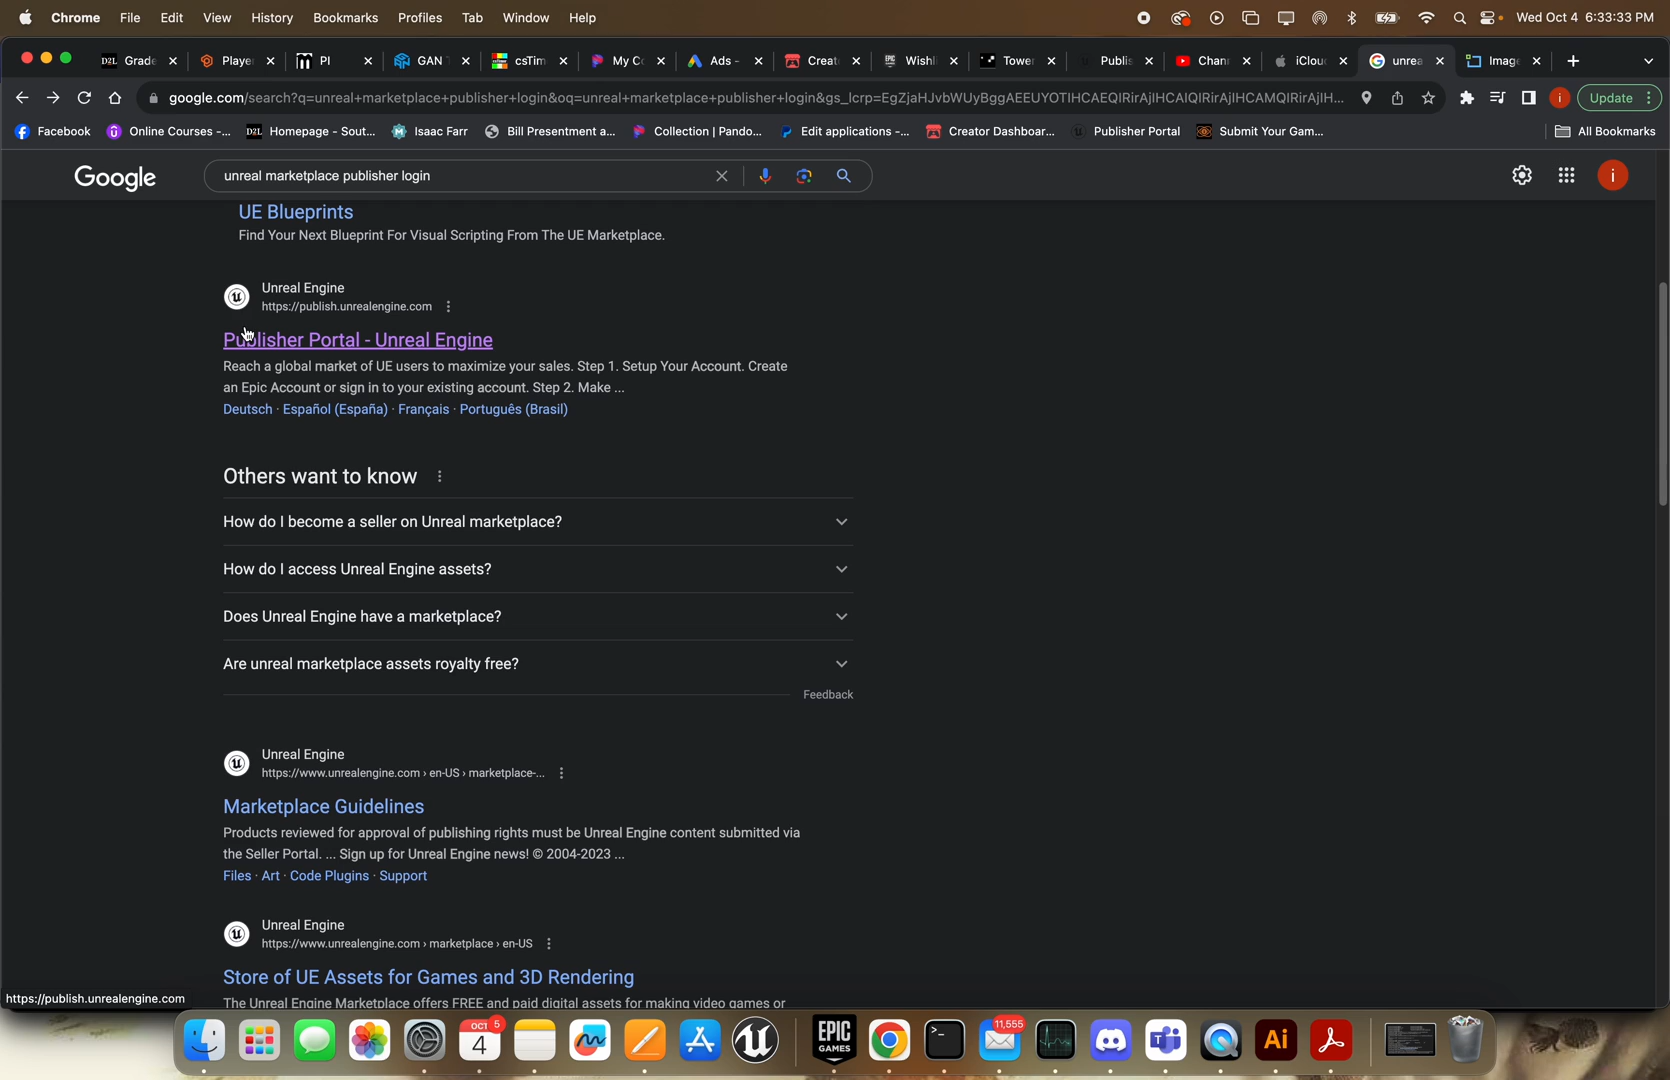 Chrome File Edit View History Bookmarks Profiles Tab Window Help Wed Oct 4 6:33:33 PM
D2L Grade Player PI GAN csTim My C Ads - Creat Wishl Tower Publis Chan iClou unrea Image
google.com/search?q=unreal+marketplace+publisher+login&oq=unreal+marketplace+publisher+login&gs_lcrp=EgZjaHJvbWUyBggAEEUYOTIHCAEQIRirAjIHCAIQIRirAjIHCAMQIRirAjIH... i Update
Facebook Online Courses -... D2L Homepage - Sout... Isaac Farr Bill Presentment a... Collection | Pando... Edit applications -... Creator Dashboar... Publisher Portal Submit Your Gam... All Bookmarks
Google unreal marketplace publisher login i
UE Blueprints
Find Your Next Blueprint For Visual Scripting From The UE Marketplace.
Unreal Engine
https://publish.unrealengine.com
Publisher Portal - Unreal Engine
Reach a global market of UE users to maximize your sales. Step 1. Setup Your Account. Create
an Epic Account or sign in to your existing account. Step 2. Make ...
Deutsch · Español (España) · Français · Português (Brasil)
Others want to know
How do I become a seller on Unreal marketplace?
How do I access Unreal Engine assets?
Does Unreal Engine have a marketplace?
Are unreal marketplace assets royalty free?
Feedback
Unreal Engine
https://www.unrealengine.com › en-US › marketplace-...
Marketplace Guidelines
Products reviewed for approval of publishing rights must be Unreal Engine content submitted via
the Seller Portal. ... Sign up for Unreal Engine news! © 2004-2023 ...
Files · Art · Code Plugins · Support
Unreal Engine
https://www.unrealengine.com › marketplace › en-US
Store of UE Assets for Games and 3D Rendering
The Unreal Engine Marketplace offers FREE and paid digital assets for making video games or
https://publish.unrealengine.com
OCT 4 5 EPIC GAMES 11,555 Ai